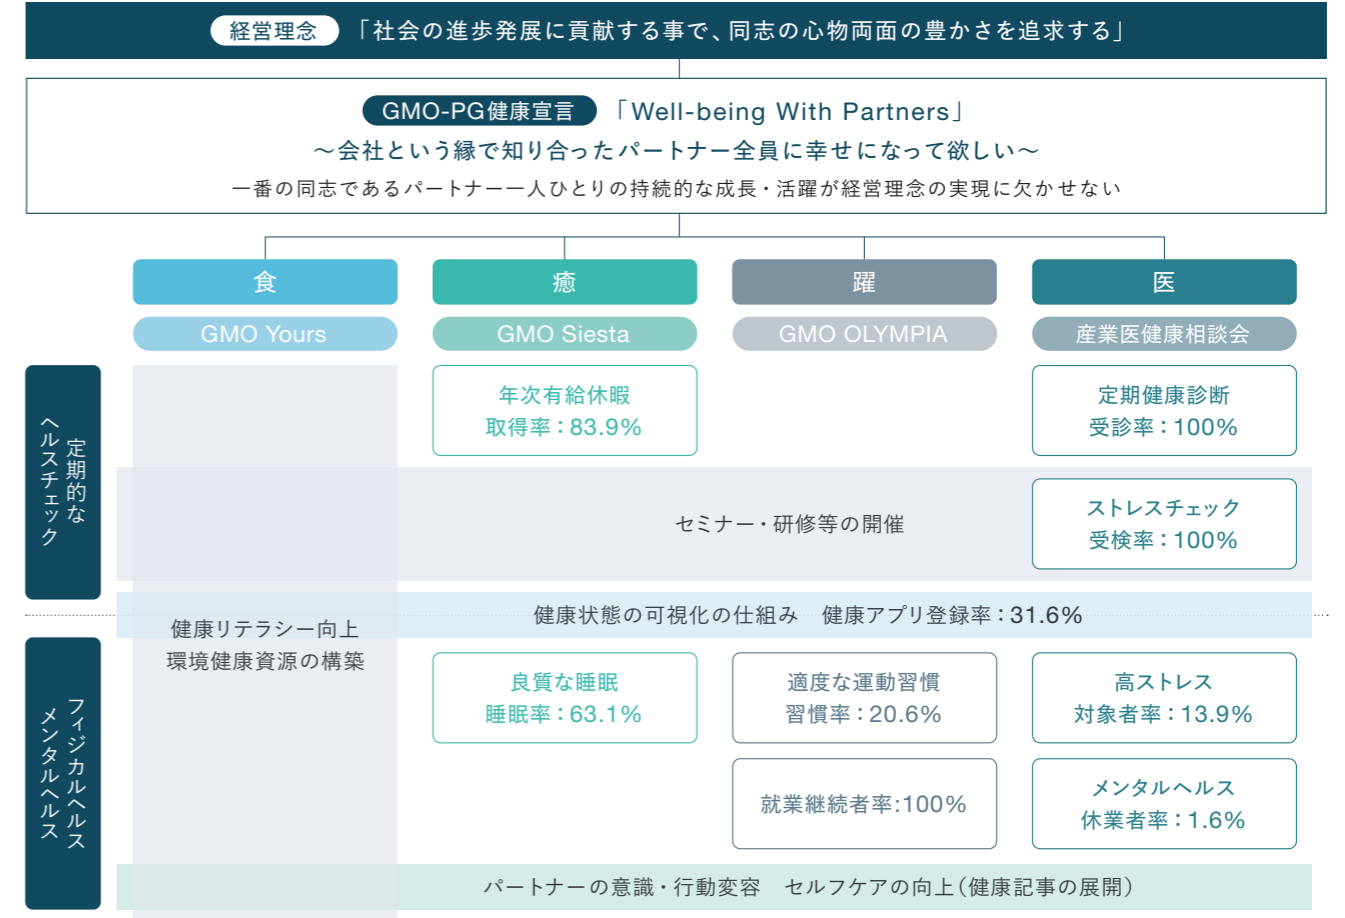 経営理念 「社会の進歩発展に貢献する事で、同志の心物両面の豊かさを追求する」
GMO-PG健康宣言 「Well-being With Partners」
〜会社という縁で知り合ったパートナー全員に幸せになって欲しい〜
一番の同志であるパートナー一人ひとりの持続的な成長・活躍が経営理念の実現に欠かせない
食
癒
躍
医
GMO Yours
GMO Siesta
GMO OLYMPIA
産業医健康相談会
定期的な
ヘルスチェック
年次有給休暇
取得率：83.9%
定期健康診断
受診率：100%
セミナー・研修等の開催
ストレスチェック
受検率：100%
健康状態の可視化の仕組み　健康アプリ登録率：31.6%
健康リテラシー向上
環境健康資源の構築
フィジカルヘルス
メンタルヘルス
良質な睡眠
睡眠率：63.1%
適度な運動習慣
習慣率：20.6%
高ストレス
対象者率：13.9%
就業継続者率:100%
メンタルヘルス
休業者率：1.6%
パートナーの意識・行動変容　セルフケアの向上（健康記事の展開）